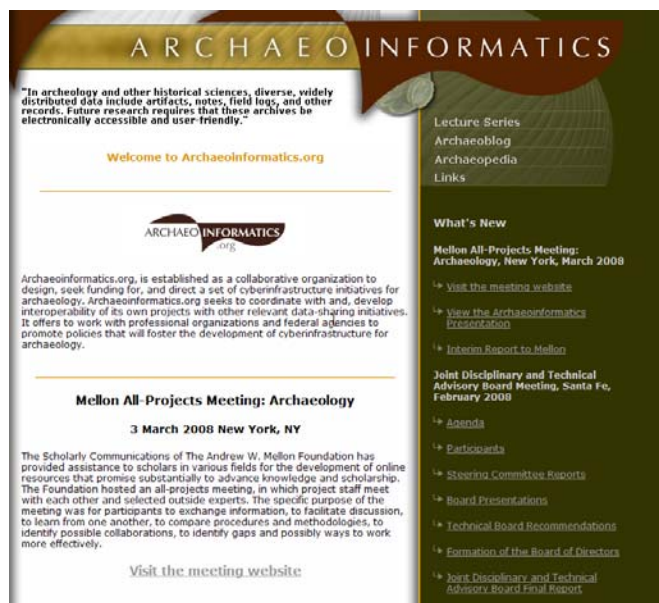 ARCHAEOINFORMATICS
"In archeology and other historical sciences, diverse, widely
distributed data include artifacts, notes, field logs, and other
records. Future research requires that these archives be
electronically accessible and user-friendly."
Welcome to Archaeoinformatics.org
ARCHAEOINFORMATICS
.org
Archaeoinformatics.org, is established as a collaborative organization to
design, seek funding for, and direct a set of cyberinfrastructure initiatives for
archaeology. Archaeoinformatics.org seeks to coordinate with and, develop
interoperability of its own projects with other relevant data-sharing initiatives.
It offers to work with professional organizations and federal agencies to
promote policies that will foster the development of cyberinfrastructure for
archaeology.
Mellon All-Projects Meeting: Archaeology
3 March 2008 New York, NY
The Scholarly Communications of The Andrew W. Mellon Foundation has
provided assistance to scholars in various fields for the development of online
resources that promise substantially to advance knowledge and scholarship.
The Foundation hosted an all-projects meeting, in which project staff meet
with each other and selected outside experts. The specific purpose of the
meeting was for participants to exchange information, to facilitate discussion,
to learn from one another, to compare procedures and methodologies, to
identify possible collaborations, to identify gaps and possibly ways to work
more effectively.
Visit the meeting website
Lecture Series
Archaeoblog
Archaeopedia
Links
What's New
Mellon All-Projects Meeting:
Archaeology, New York, March 2008
Visit the meeting website
View the Archaeoinformatics
Presentation
Interim Report to Mellon
Joint Disciplinary and Technical
Advisory Board Meeting, Santa Fe,
February 2008
Agenda
Participants
Steering Committee Reports
Board Presentations
Technical Board Recommendations
Formation of the Board of Directors
Joint Disciplinary and Technical
Advisory Board Final Report